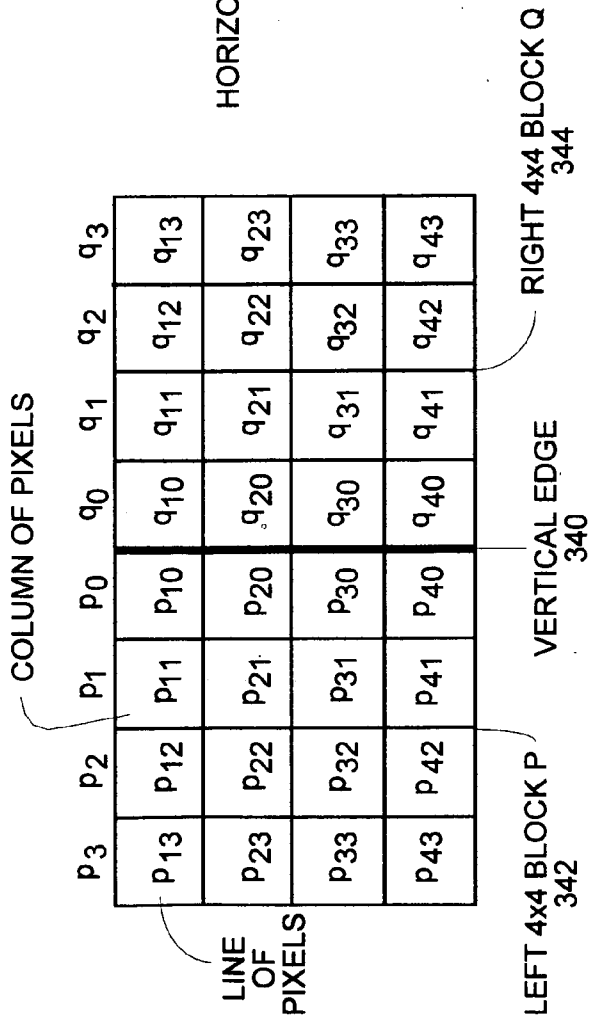 COLUMN OF PIXELS
p3 p2 p1 p0 q0 q1 q2 q3
p13 p12 p11 p10 q10 q11 q12 q13
p23 p22 p21 p20 q20 q21 q22 q23
p33 p32 p31 p30 q30 q31 q32 q33
p43 p42 p41 p40 q40 q41 q42 q43
LINE
OF
PIXELS
LEFT 4x4 BLOCK P
342
VERTICAL EDGE
340
RIGHT 4x4 BLOCK Q
344
HORIZO